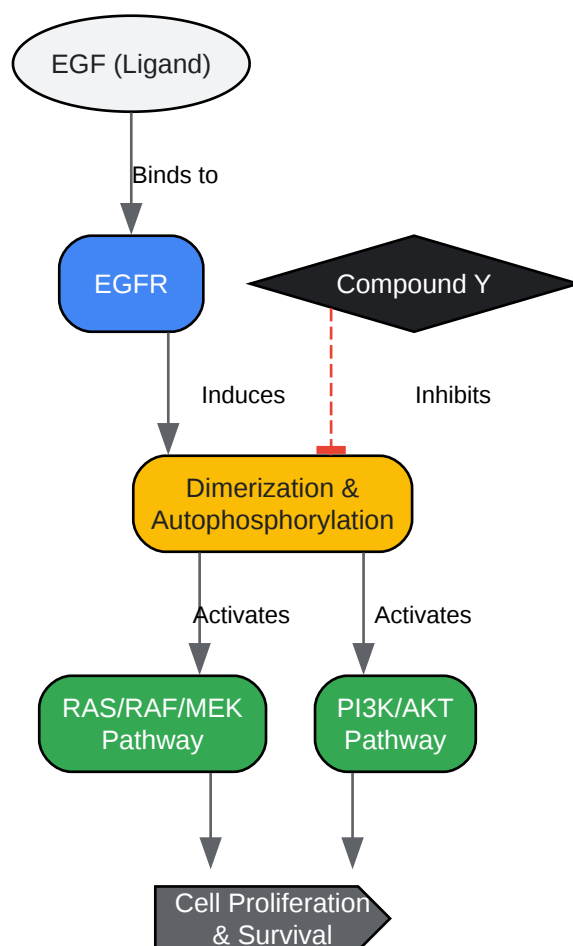 EGF (Ligand)
Binds to
EGFR
Compound Y
Induces
Inhibits
Dimerization &
Autophosphorylation
Activates
Activates
RAS/RAF/MEK
Pathway
PI3K/AKT
Pathway
Cell Proliferation
& Survival